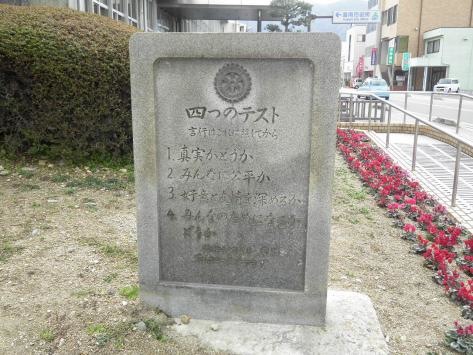 四つのテスト
言行はこれに照してから
1. 真実かどうか
2. みんなに公平か
3. 好意と友情を深めるか
4. みんなのためになるか
どうか